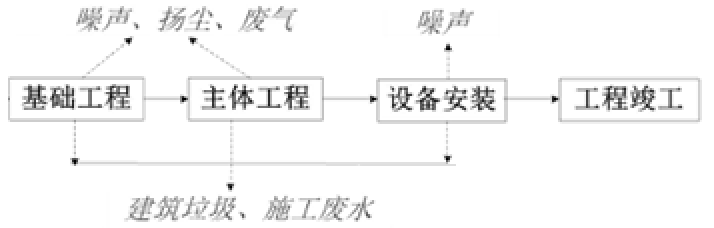 噪声、扬尘、废气
噪声
基础工程
主体工程
设备安装
工程竣工
建筑垃圾、施工废水